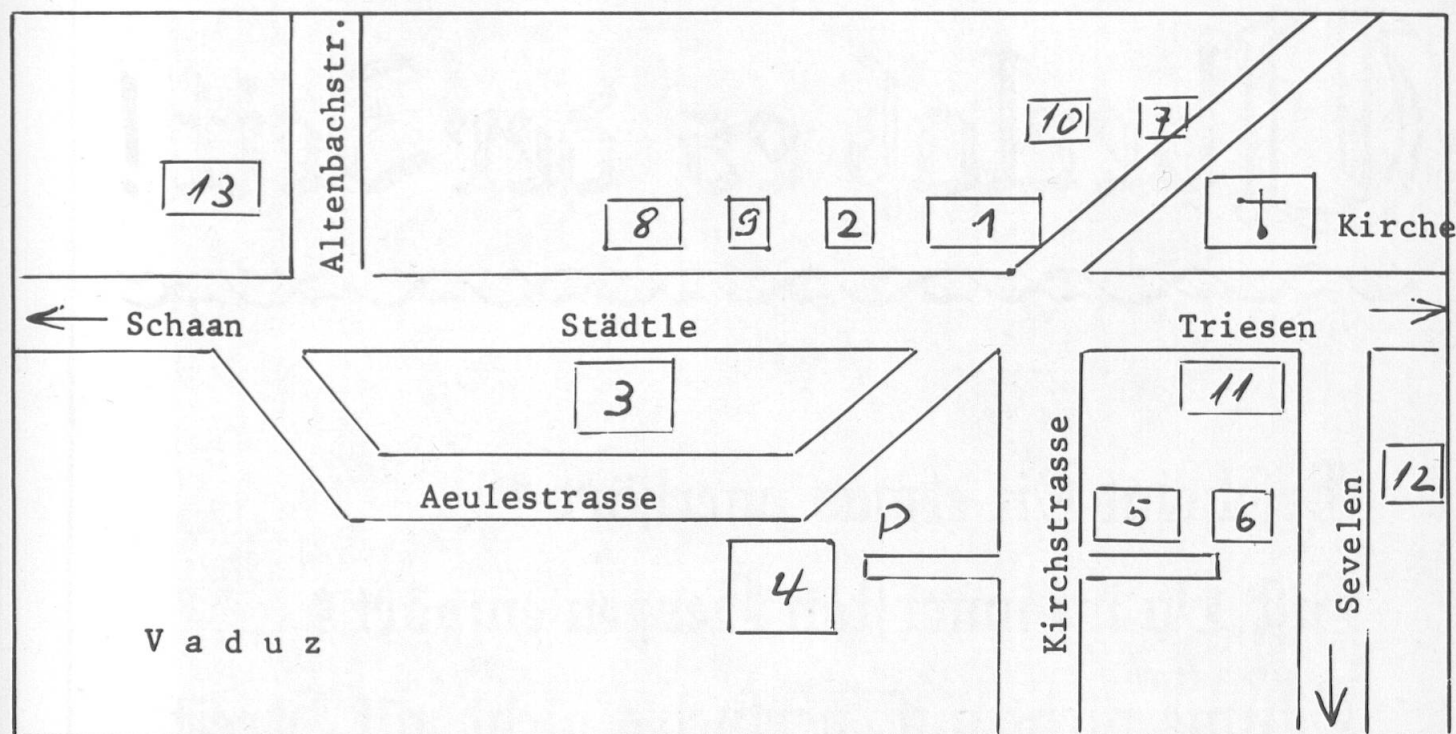 Altenbachstr.
10 7
13
8 9 2 1
Kirche
Schaan Städtle Triesen
3 11
Aeulestrasse
Kirchstrasse
12
P 5 6
4
Sevelen
Vaduz